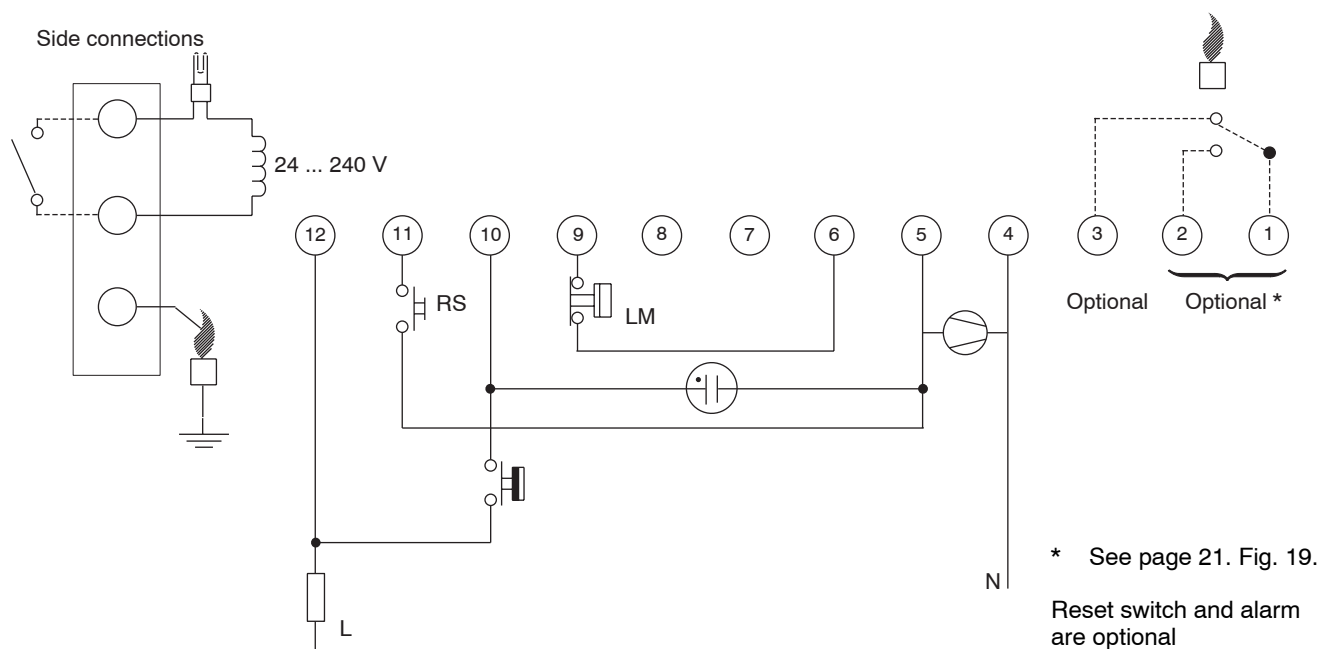 Side connections
24 ... 240 V
12 11 10 9 8 7 6 5 4 3 2 1
RS
LM
Optional Optional *
N
L
* See page 21. Fig. 19.
Reset switch and alarm
are optional